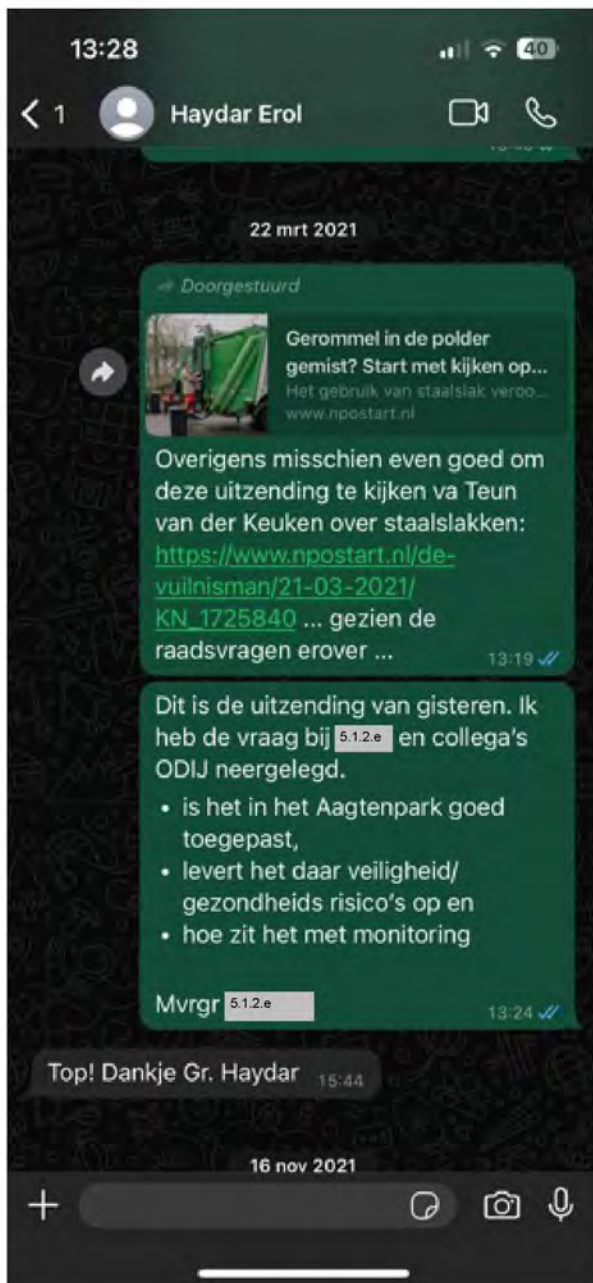 13:28
40
1
Haydar Erol
22 mrt 2021
Doorgestuurd
Gerommel in de polder
gemist? Start met kijken op...
Het gebruik van staalslak veroo...
www.npostart.nl
Overigens misschien even goed om
deze uitzending te kijken va Teun
van der Keuken over staalslakken:
https://www.npostart.nl/de-
vuilnisman/21-03-2021/
KN_1725840 ... gezien de
raadsvragen erover ...
13:19
Dit is de uitzending van gisteren. Ik
heb de vraag bij 5.1.2.e en collega's
ODIJ neergelegd.
• is het in het Aagtenpark goed
toegepast,
• levert het daar veiligheid/
gezondheids risico's op en
• hoe zit het met monitoring
Mvrgr 5.1.2.e
13:24
Top! Dankje Gr. Haydar 15:44
16 nov 2021